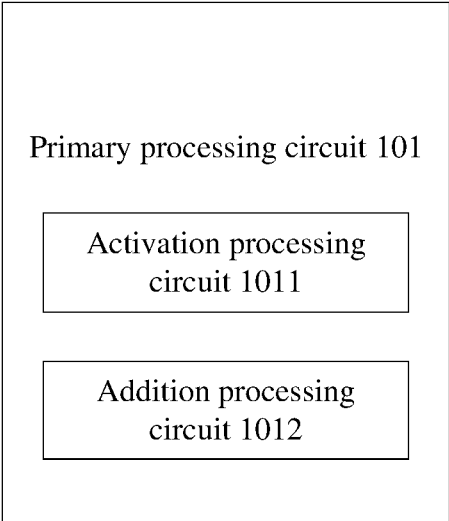 Primary processing circuit 101
Activation processing
circuit 1011
Addition processing
circuit 1012